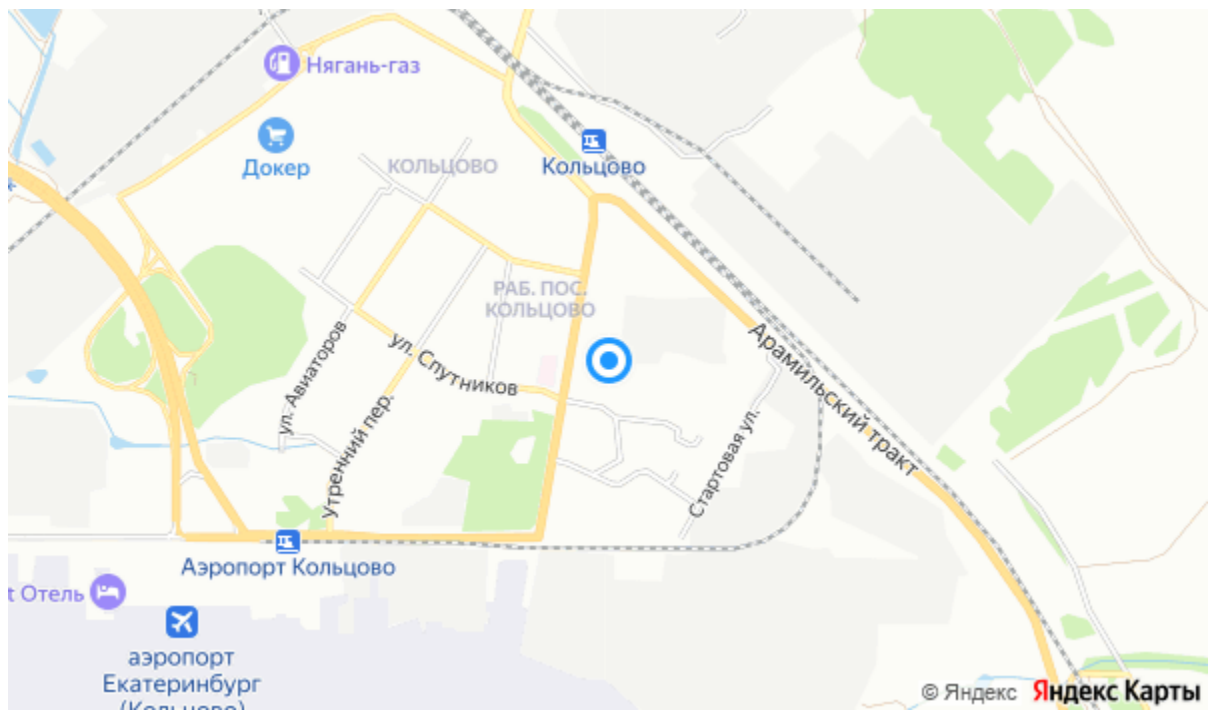 Нягань-газ
Докер
КОЛЬЦОВО
Кольцово
РАБ. ПОС.
КОЛЬЦОВО
ул. Авиаторов
ул. Спутников
Утренний пер.
Арамильский тракт
Стартовая ул.
Аэропорт Кольцово
t Отель
аэропорт
Екатеринбург
(Кольцово)
© Яндекс Яндекс Карты